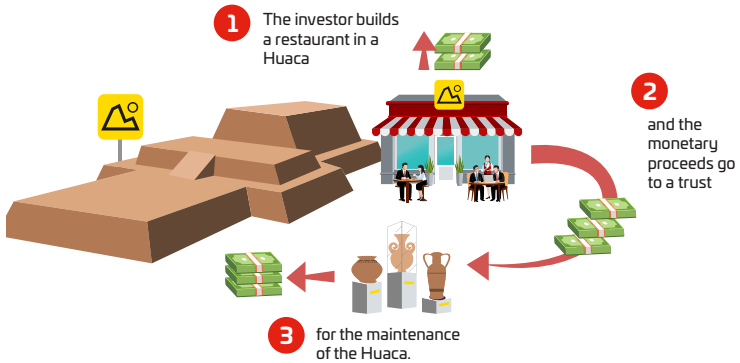 1
The investor builds
a restaurant in a
Huaca
2
and the
monetary
proceeds go
to a trust
3
for the maintenance
of the Huaca.